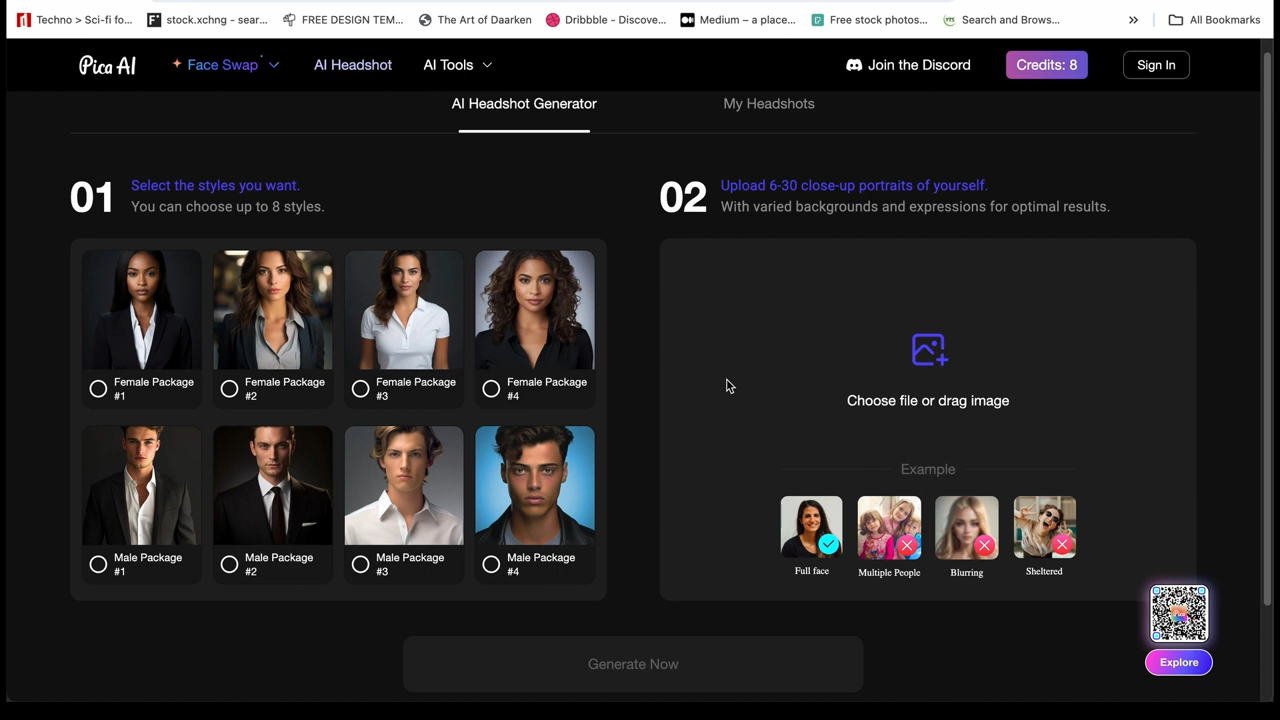 Techno > Sci-fi fo...
stock.xchng - sear...
FREE DESIGN TEM...
The Art of Daarken
Dribbble - Discove...
Medium – a place...
Free stock photos...
Search and Brows...
All Bookmarks
Pica AI
Face Swap
AI Headshot
AI Tools
Join the Discord
Credits: 8
Sign In
AI Headshot Generator
My Headshots
01
Select the styles you want.
You can choose up to 8 styles.
Female Package
#1
Female Package
#2
Female Package
#3
Female Package
#4
Male Package
#1
Male Package
#2
Male Package
#3
Male Package
#4
02
Upload 6-30 close-up portraits of yourself.
With varied backgrounds and expressions for optimal results.
Choose file or drag image
Example
Full face
Multiple People
Blurring
Sheltered
Generate Now
Explore